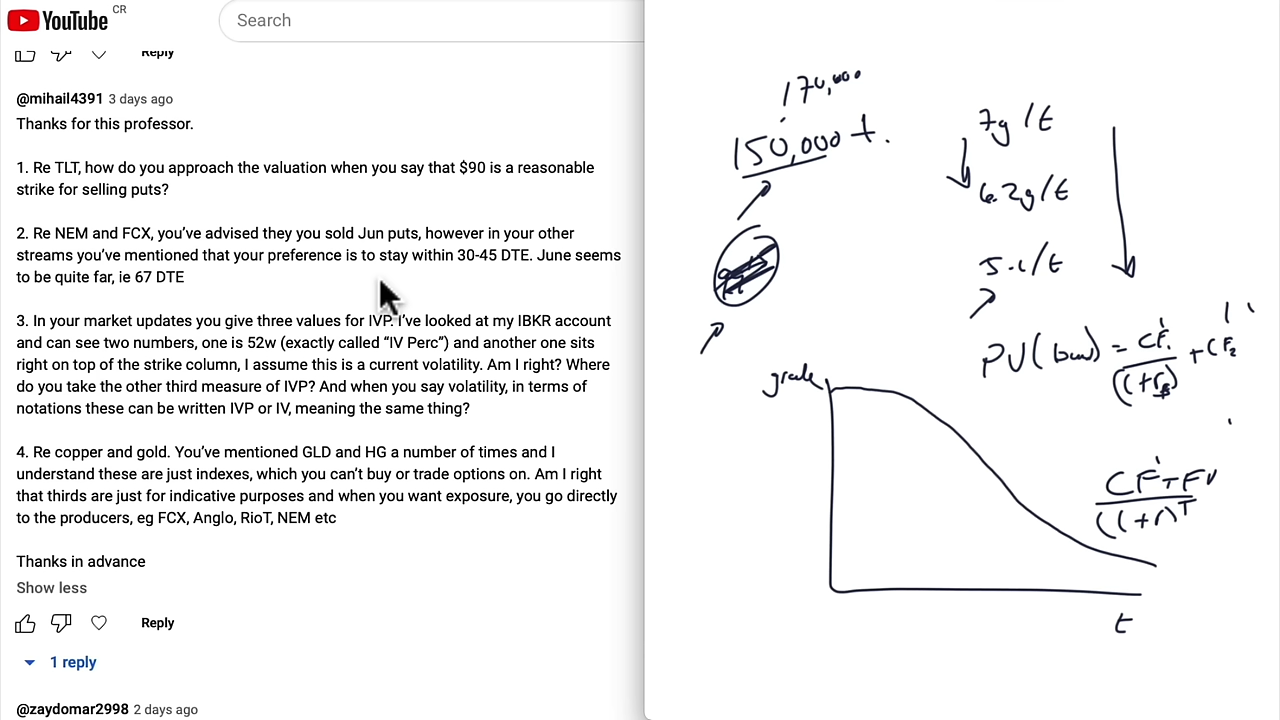 YouTube CR
Search
Reply
@mihail4391 3 days ago
Thanks for this professor.
1. Re TLT, how do you approach the valuation when you say that $90 is a reasonable
strike for selling puts?
2. Re NEM and FCX, you've advised they you sold Jun puts, however in your other
streams you've mentioned that your preference is to stay within 30-45 DTE. June seems
to be quite far, ie 67 DTE
3. In your market updates you give three values for IVP. I've looked at my IBKR account
and can see two numbers, one is 52w (exactly called “IV Perc”) and another one sits
right on top of the strike column, I assume this is a current volatility. Am I right? Where
do you take the other third measure of IVP? And when you say volatility, in terms of
notations these can be written IVP or IV, meaning the same thing?
4. Re copper and gold. You've mentioned GLD and HG a number of times and I
understand these are just indexes, which you can't buy or trade options on. Am I right
that thirds are just for indicative purposes and when you want exposure, you go directly
to the producers, eg FCX, Anglo, RioT, NEM etc
Thanks in advance
Show less
Reply
1 reply
@zaydomar2998 2 days ago
170,000
150,000 t.
7g/t
6.2g/t
grade
t